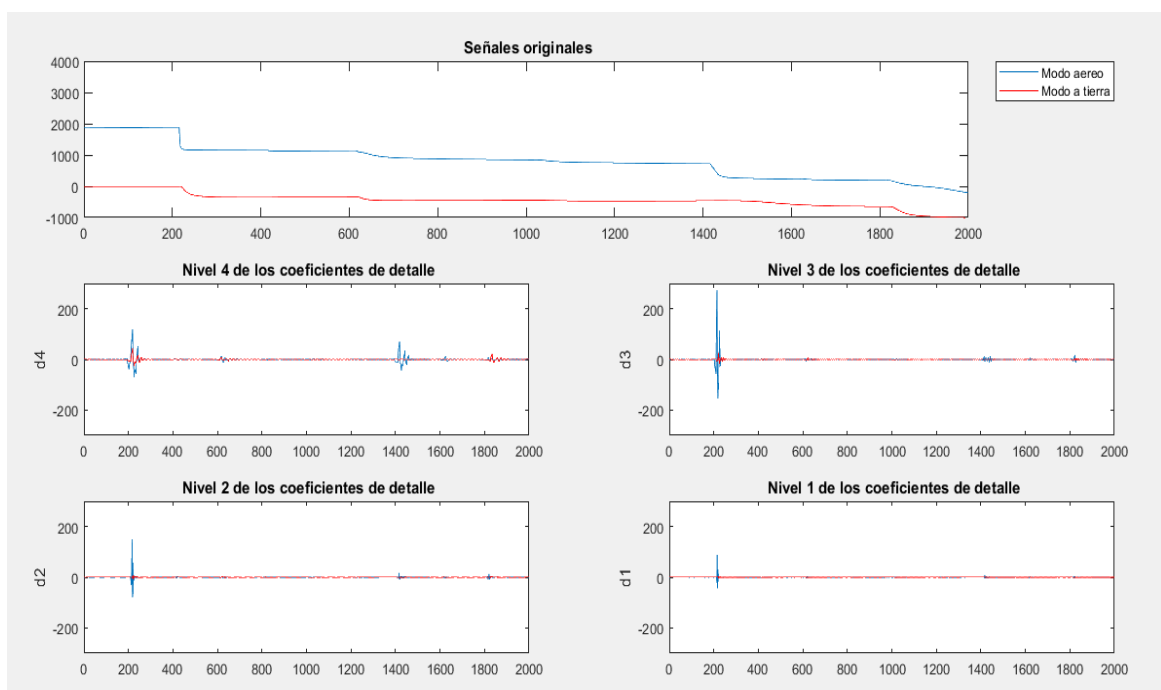 Señales originales
4000
3000
2000
1000
0
-1000
0 200 400 600 800 1000 1200 1400 1600 1800 2000
Modo aereo
Modo a tierra
Nivel 4 de los coeficientes de detalle
d4
200
0
-200
0 200 400 600 800 1000 1200 1400 1600 1800 2000
Nivel 3 de los coeficientes de detalle
d3
200
0
-200
0 200 400 600 800 1000 1200 1400 1600 1800 2000
Nivel 2 de los coeficientes de detalle
d2
200
0
-200
0 200 400 600 800 1000 1200 1400 1600 1800 2000
Nivel 1 de los coeficientes de detalle
d1
200
0
-200
0 200 400 600 800 1000 1200 1400 1600 1800 2000